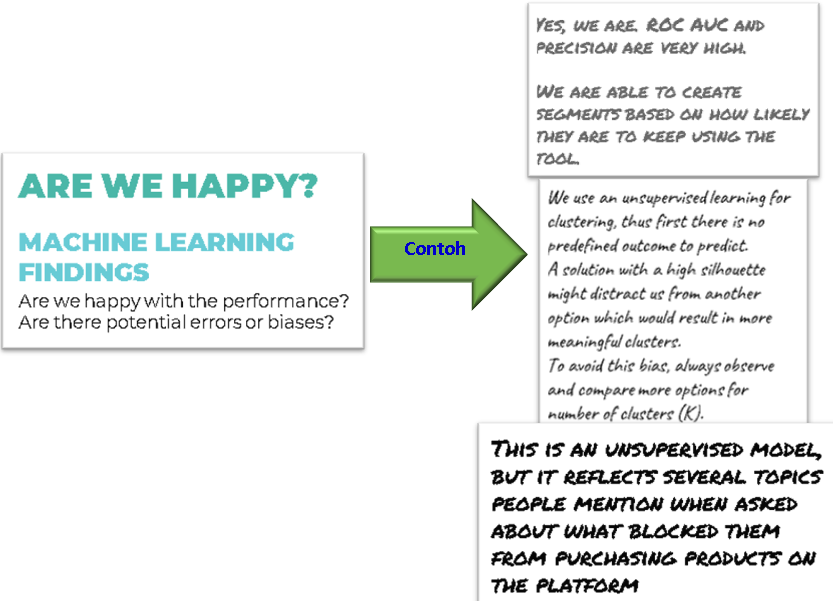 ARE WE HAPPY?
MACHINE LEARNING
FINDINGS
Are we happy with the performance?
Are there potential errors or biases?
Contoh
YES, WE ARE. ROC AUC AND
PRECISION ARE VERY HIGH.
WE ARE ABLE TO CREATE
SEGMENTS BASED ON HOW LIKELY
THEY ARE TO KEEP USING THE
TOOL.
We use an unsupervised learning for
clustering, thus first there is no
predefined outcome to predict.
A solution with a high silhouette
might distract us from another
option which would result in more
meaningful clusters.
To avoid this bias, always observe
and compare more options for
number of clusters (K).
THIS IS AN UNSUPERVISED MODEL,
BUT IT REFLECTS SEVERAL TOPICS
PEOPLE MENTION WHEN ASKED
ABOUT WHAT BLOCKED THEM
FROM PURCHASING PRODUCTS ON
THE PLATFORM